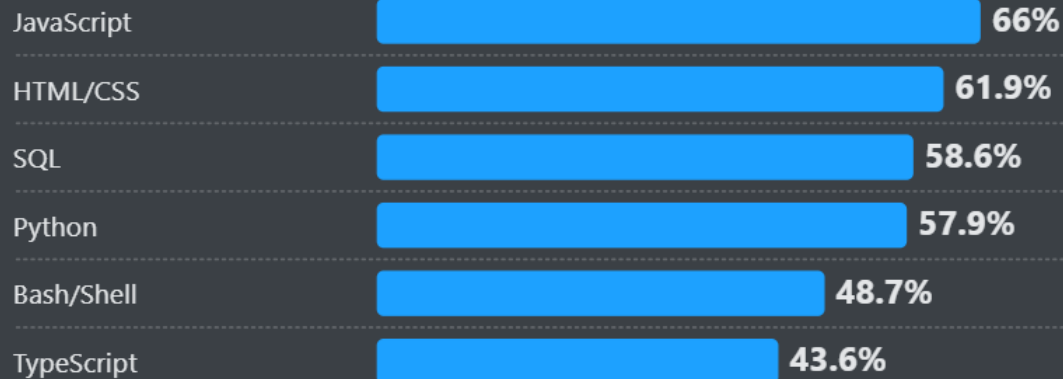 JavaScript 66%
HTML/CSS 61.9%
SQL 58.6%
Python 57.9%
Bash/Shell 48.7%
TypeScript 43.6%